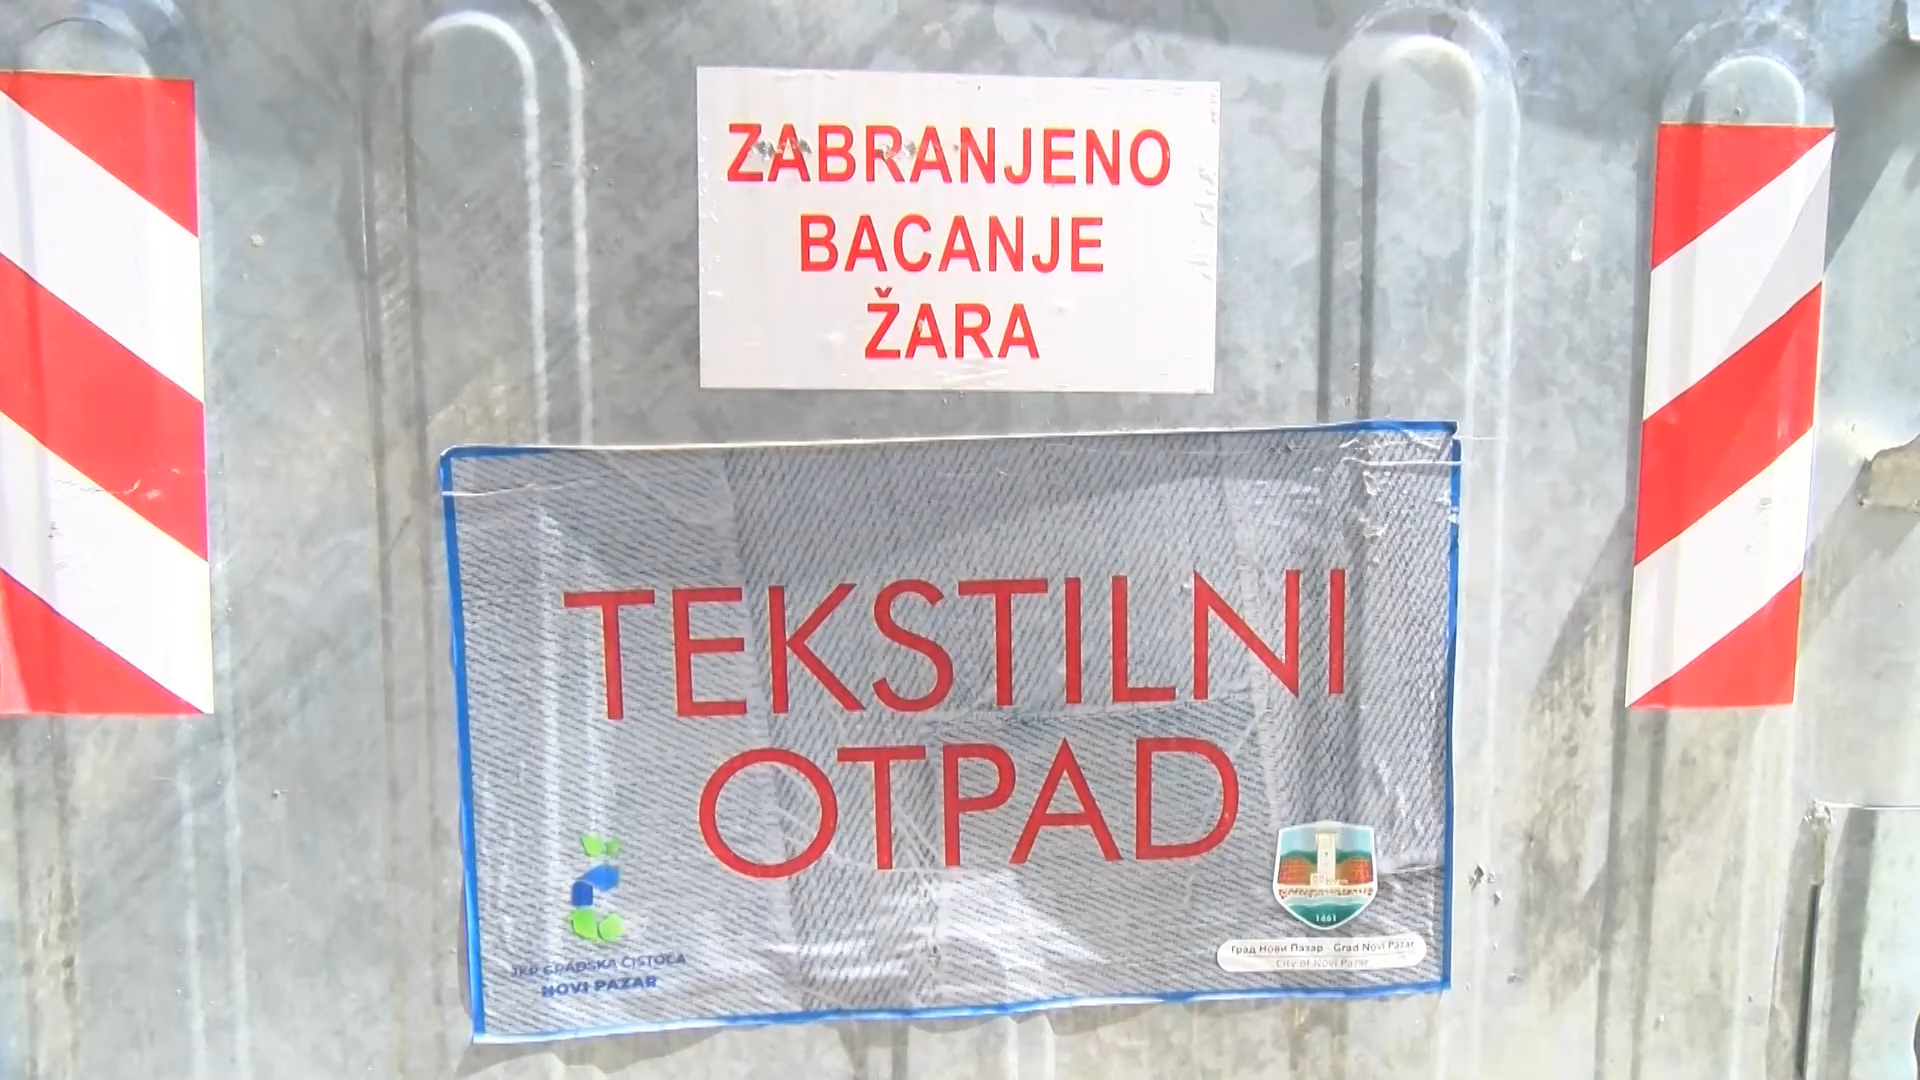 ZABRANJENO
BACANJE
ŽARA
TEKSTILNI
OTPAD
JKP GRADSKA ČISTOĆA
NOVI PAZAR
1461
Град Нови Пазар - Grad Novi Pazar
City of Novi Pazar